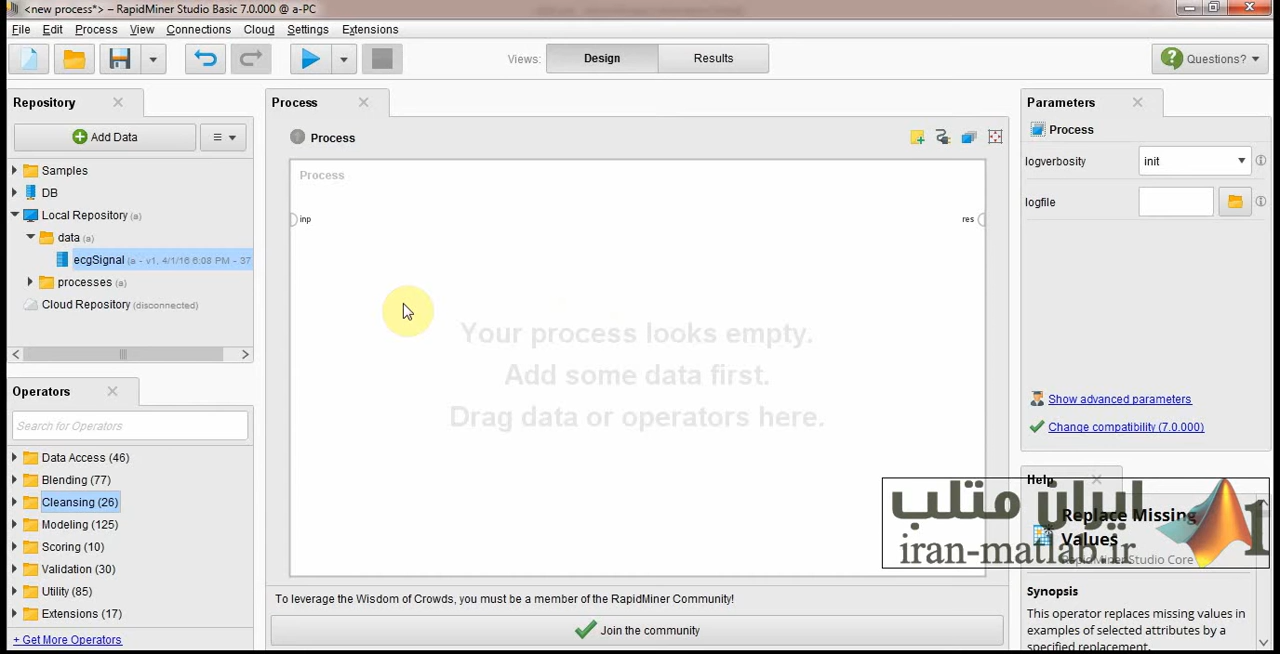 <new process*> – RapidMiner Studio Basic 7.0.000 @ a-PC
File Edit Process View Connections Cloud Settings Extensions
Views: Design Results Questions?
Repository
Add Data
Samples
DB
Local Repository (a)
data (a)
ecgSignal (a - v1, 4/1/16 6:08 PM - 37
processes (a)
Cloud Repository (disconnected)
Operators
Search for Operators
Data Access (46)
Blending (77)
Cleansing (26)
Modeling (125)
Scoring (10)
Validation (30)
Utility (85)
Extensions (17)
+ Get More Operators
Process
Process
Process
inp
res
Your process looks empty.
Add some data first.
Drag data or operators here.
To leverage the Wisdom of Crowds, you must be a member of the RapidMiner Community!
Join the community
Parameters
Process
logverbosity init
logfile
Show advanced parameters
Change compatibility (7.0.000)
Help
Replace Missing
Values
RapidMiner Studio Core
ایران متلب
iran-matlab.ir
1
Synopsis
This operator replaces missing values in
examples of selected attributes by a
specified replacement.